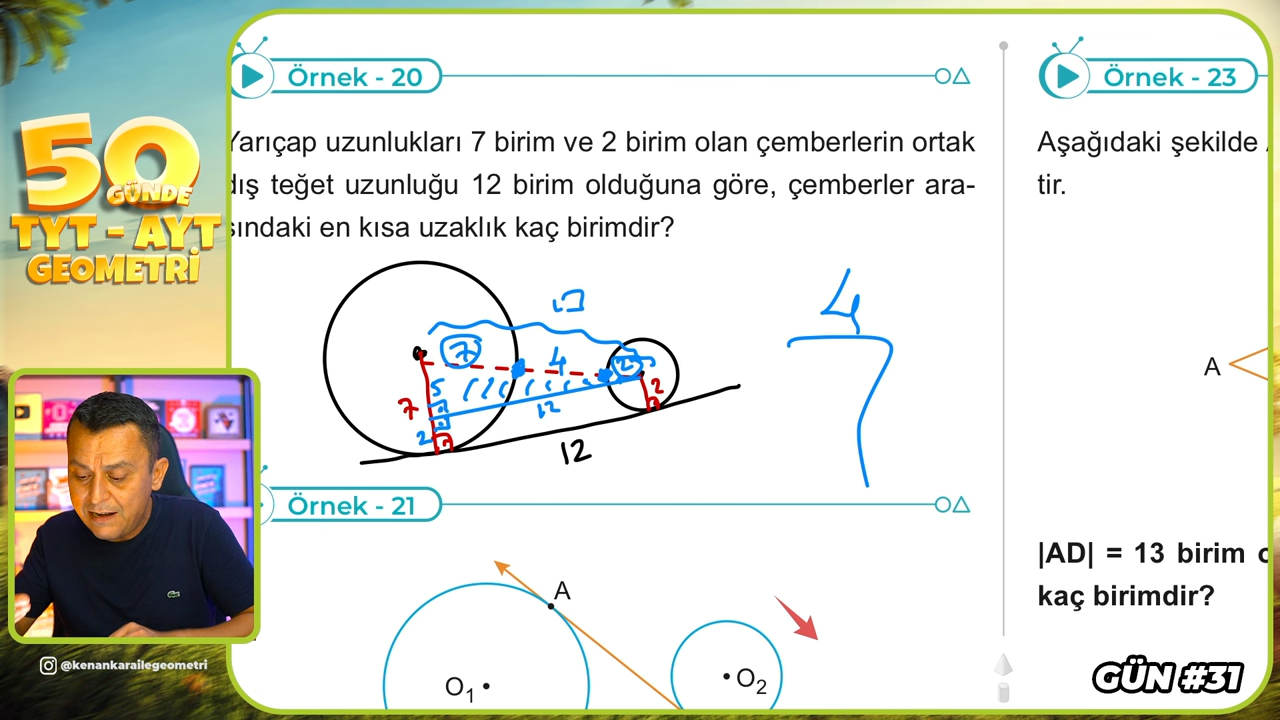 50
GÜNDE
TYT - AYT
GEOMETRİ
Örnek - 20
Yarıçap uzunlukları 7 birim ve 2 birim olan çemberlerin ortak
dış teğet uzunluğu 12 birim olduğuna göre, çemberler ara-
sındaki en kısa uzaklık kaç birimdir?
13
7
4
2
5
7
12
2
2
12
4
Örnek - 21
A
O1
O2
Örnek - 23
Aşağıdaki şekilde
tir.
A
|AD| = 13 birim
kaç birimdir?
@kenankarailegeometri
GÜN #31